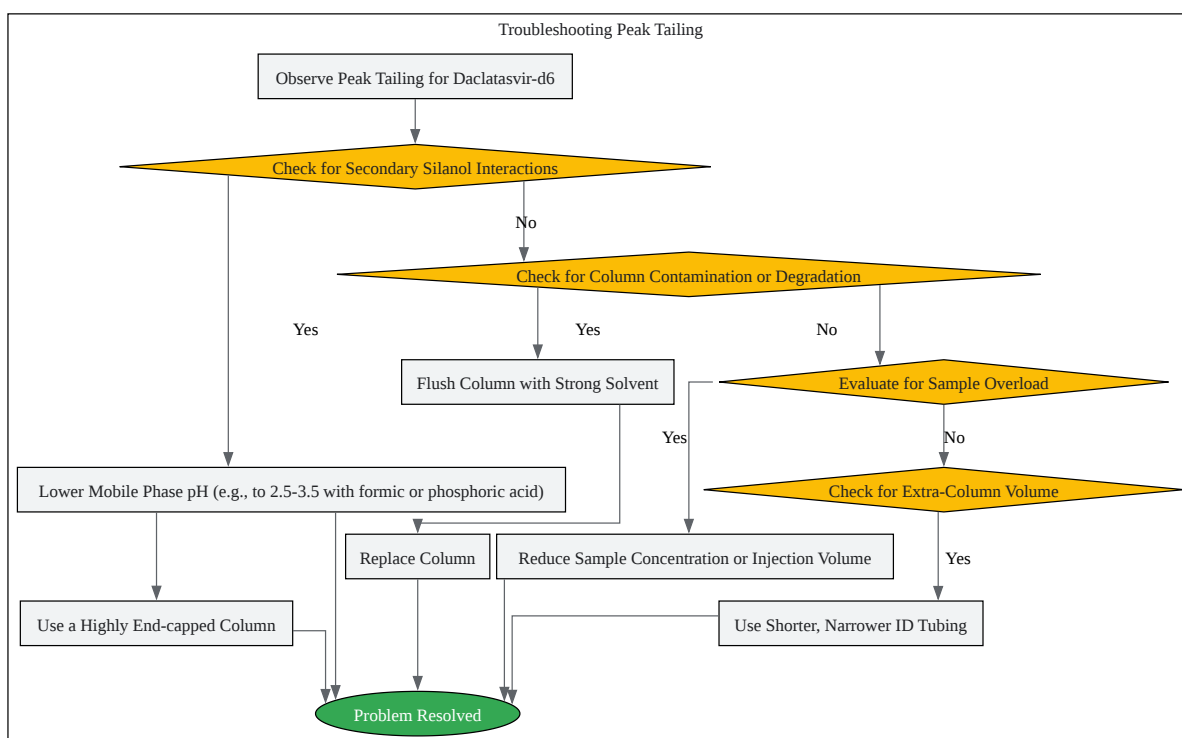 Troubleshooting Peak Tailing
Observe Peak Tailing for Daclatasvir-d6
Check for Secondary Silanol Interactions
No
Check for Column Contamination or Degradation
Yes
Yes
No
Flush Column with Strong Solvent
Evaluate for Sample Overload
Yes
No
Lower Mobile Phase pH (e.g., to 2.5-3.5 with formic or phosphoric acid)
Check for Extra-Column Volume
Replace Column
Reduce Sample Concentration or Injection Volume
Yes
Use a Highly End-capped Column
Use Shorter, Narrower ID Tubing
Problem Resolved